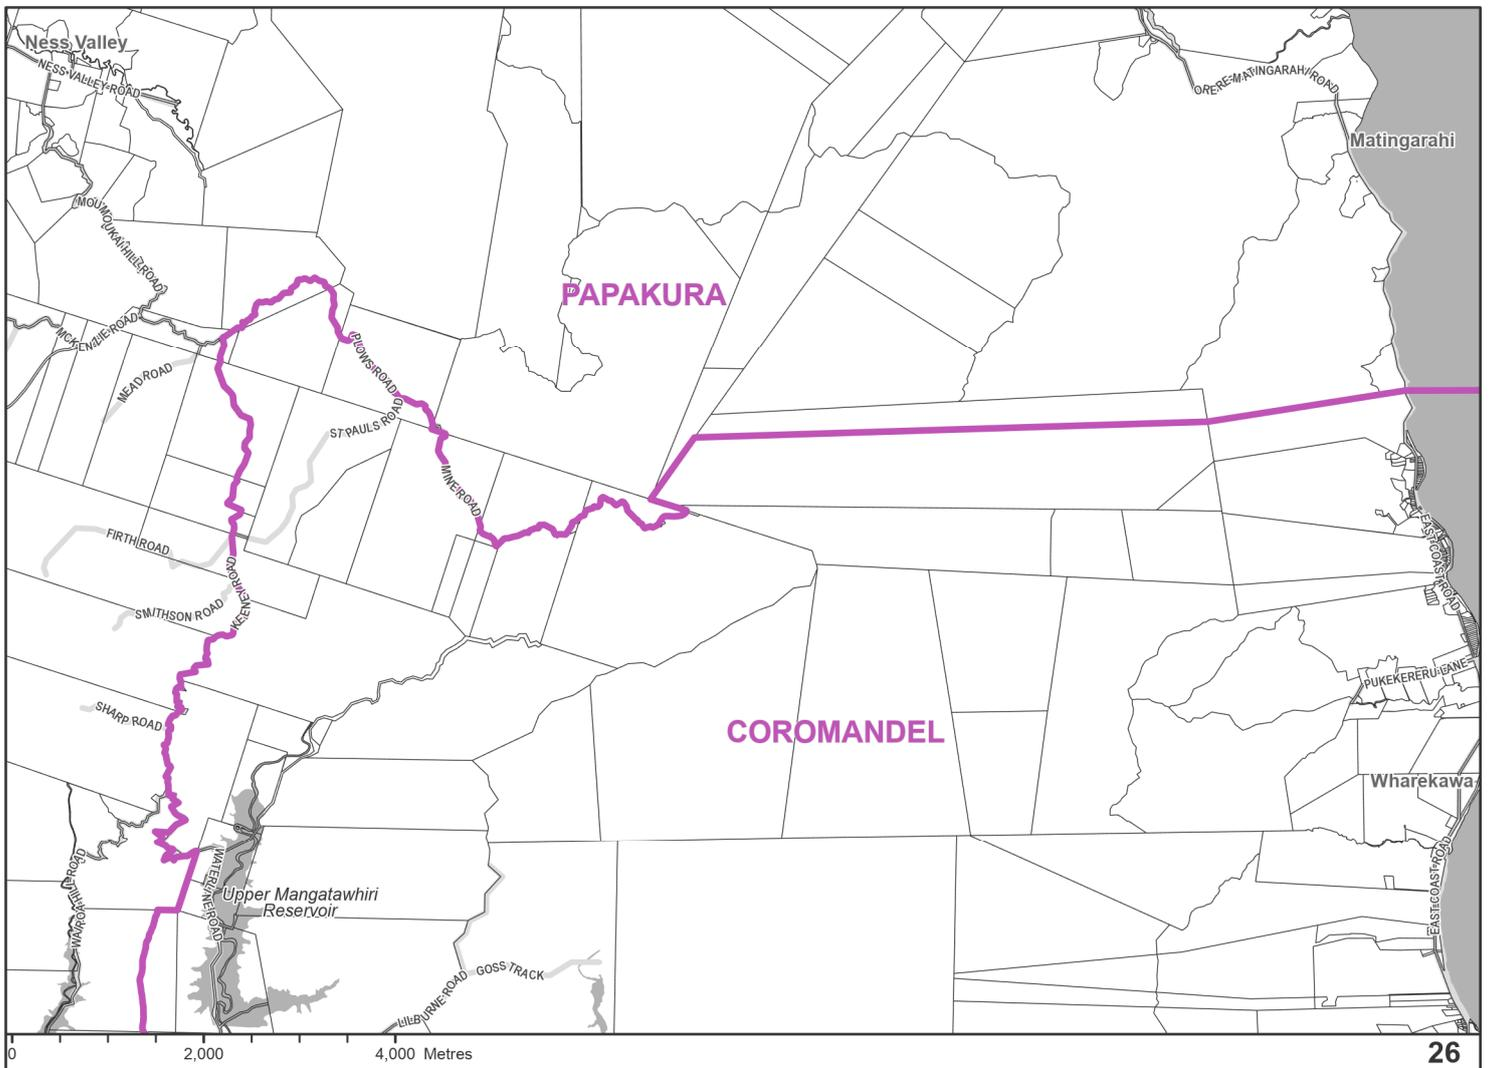 Ness Valley
NESS VALLEY ROAD
ORERE-MATINGARAHI ROAD
Matingarahi
MOUMOUKAI HILL ROAD
PAPAKURA
MCKENZLIE ROAD
PLOWS ROAD
MEAD ROAD
ST PAULS ROAD
MINE ROAD
FIRTH ROAD
EAST COAST ROAD
KEENEY ROAD
SMITHSON ROAD
PUKEKERERU LANE
SHARP ROAD
COROMANDEL
Wharekawa
WATERLINE ROAD
WAIROA HILL ROAD
EAST COAST ROAD
Upper Mangatawhiri
Reservoir
GOSS TRACK
LILBURNE ROAD
0 2,000 4,000 Metres
26